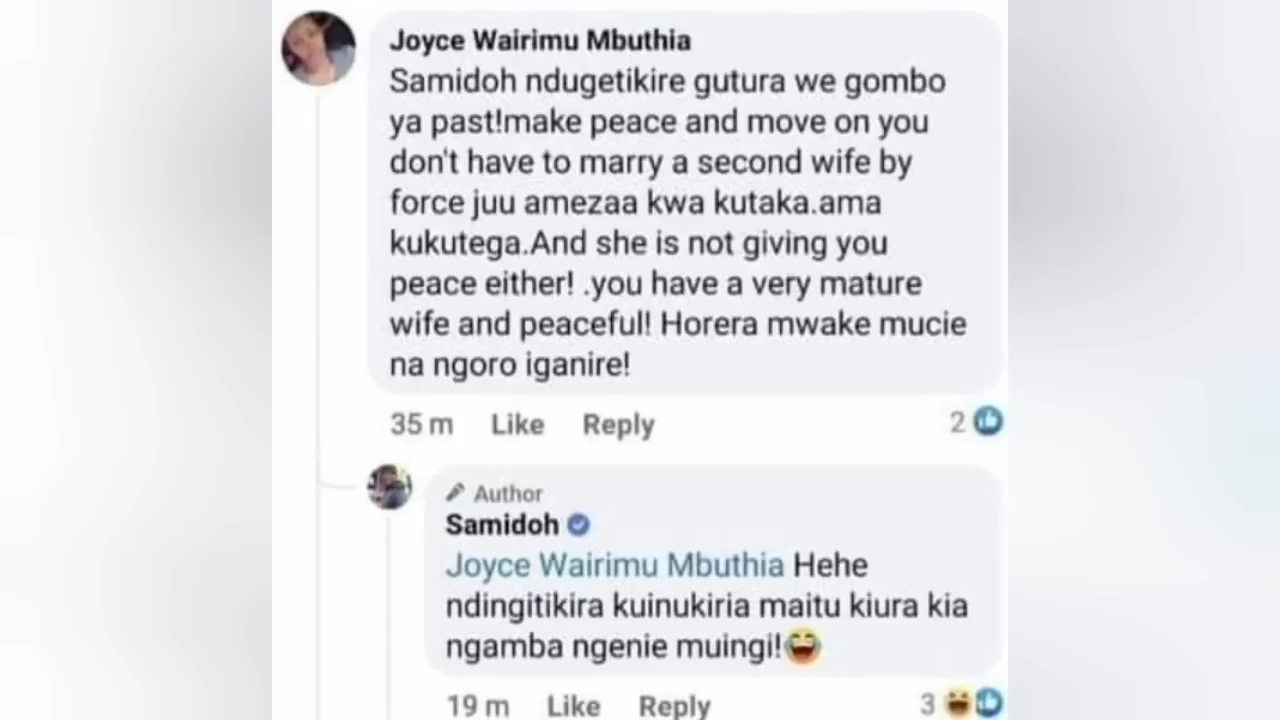 Joyce Wairimu Mbuthia
Samidoh ndugetikire gutura we gombo
ya past!make peace and move on you
don't have to marry a second wife by
force juu amezaa kwa kutaka.ama
kukutega.And she is not giving you
peace either! .you have a very mature
wife and peaceful! Horera mwake mucie
na ngoro iganire!
35 m Like Reply 2
Author
Samidoh
Joyce Wairimu Mbuthia Hehe
ndingitikira kuinukiria maitu kiura kia
ngamba ngenie muingi!😂
19 m Like Reply 3